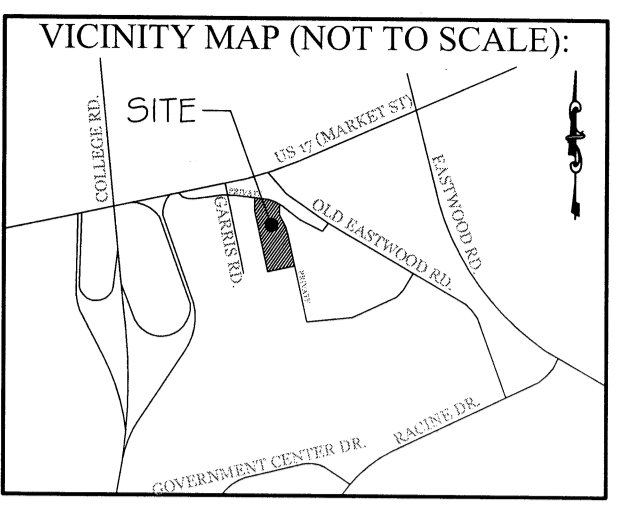 VICINITY MAP (NOT TO SCALE):
SITE
COLLEGE RD.
US 17 (MARKET ST)
EASTWOOD RD.
PRIVATE
GARRIS RD.
OLD EASTWOOD RD.
PRIVATE
RACINE DR.
GOVERNMENT CENTER DR.